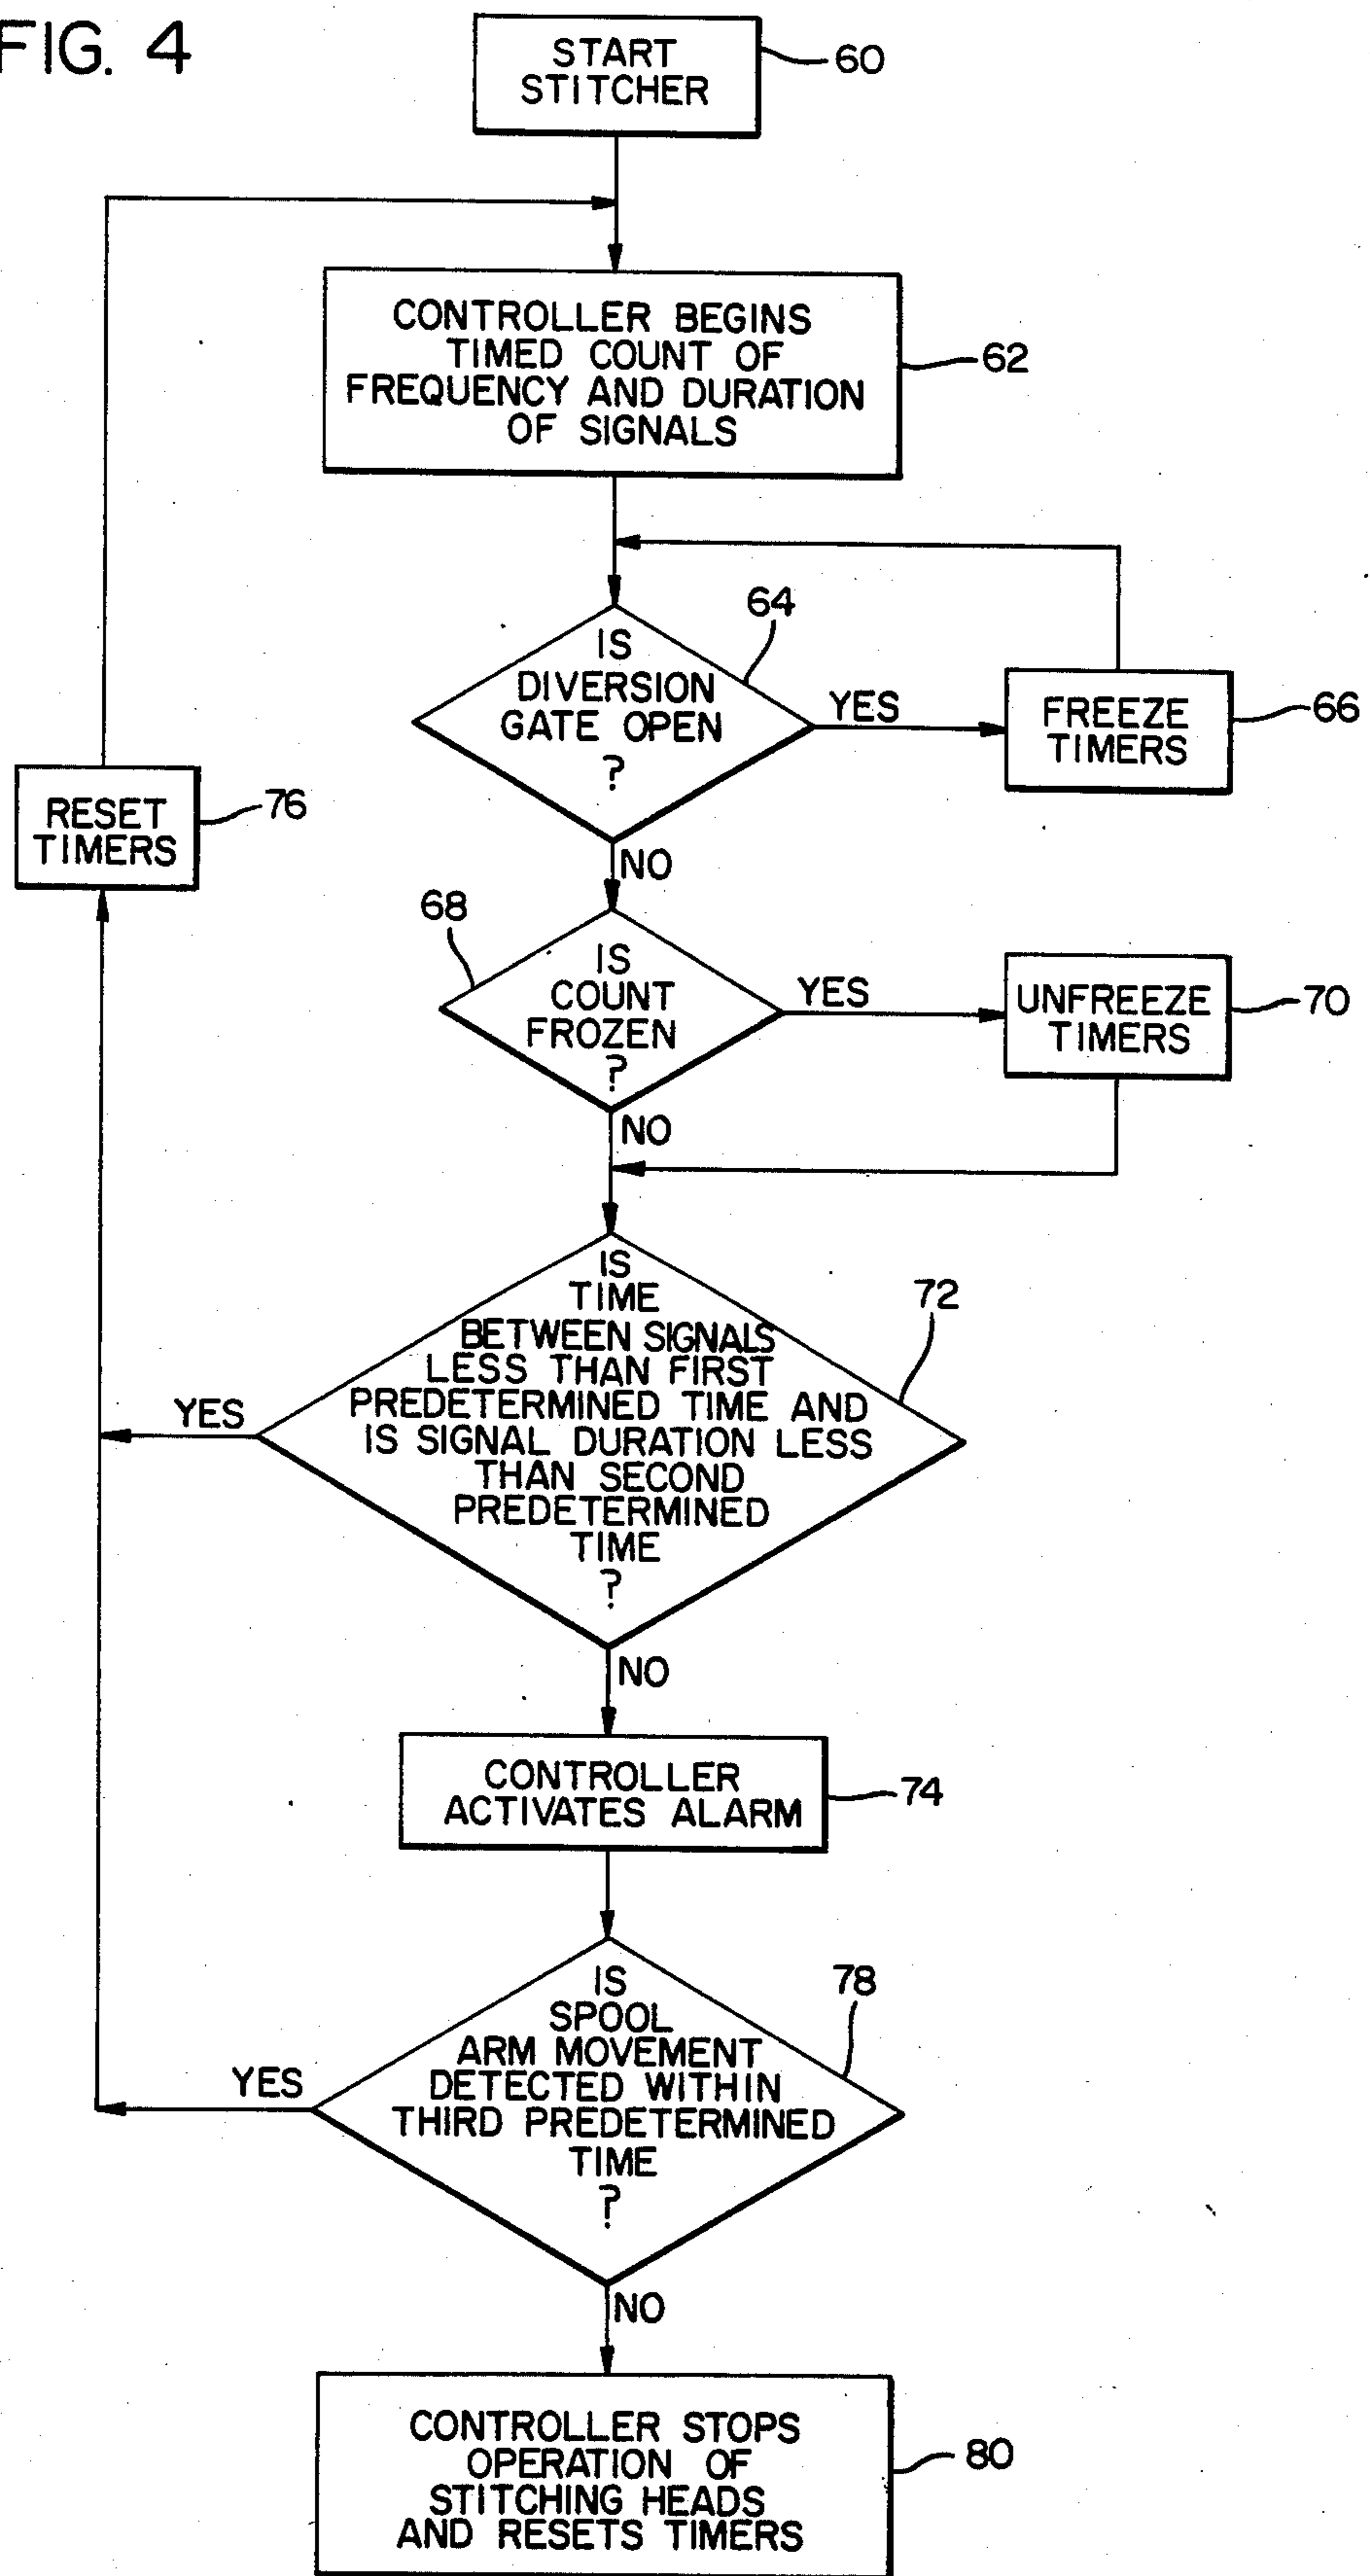 FIG. 4
START
STITCHER
60
CONTROLLER BEGINS
TIMED COUNT OF
FREQUENCY AND DURATION
OF SIGNALS
62
64
IS
DIVERSION
GATE OPEN
?
YES
FREEZE
TIMERS
66
RESET
TIMERS
76
NO
68
IS
COUNT
FROZEN
?
YES
UNFREEZE
TIMERS
70
NO
72
IS
TIME
BETWEEN SIGNALS
LESS THAN FIRST
PREDETERMINED TIME AND
IS SIGNAL DURATION LESS
THAN SECOND
PREDETERMINED
TIME
?
YES
NO
CONTROLLER
ACTIVATES ALARM
74
78
IS
SPOOL
ARM MOVEMENT
DETECTED WITHIN
THIRD PREDETERMINED
TIME
?
YES
NO
CONTROLLER STOPS
OPERATION OF
STITCHING HEADS
AND RESETS TIMERS
80